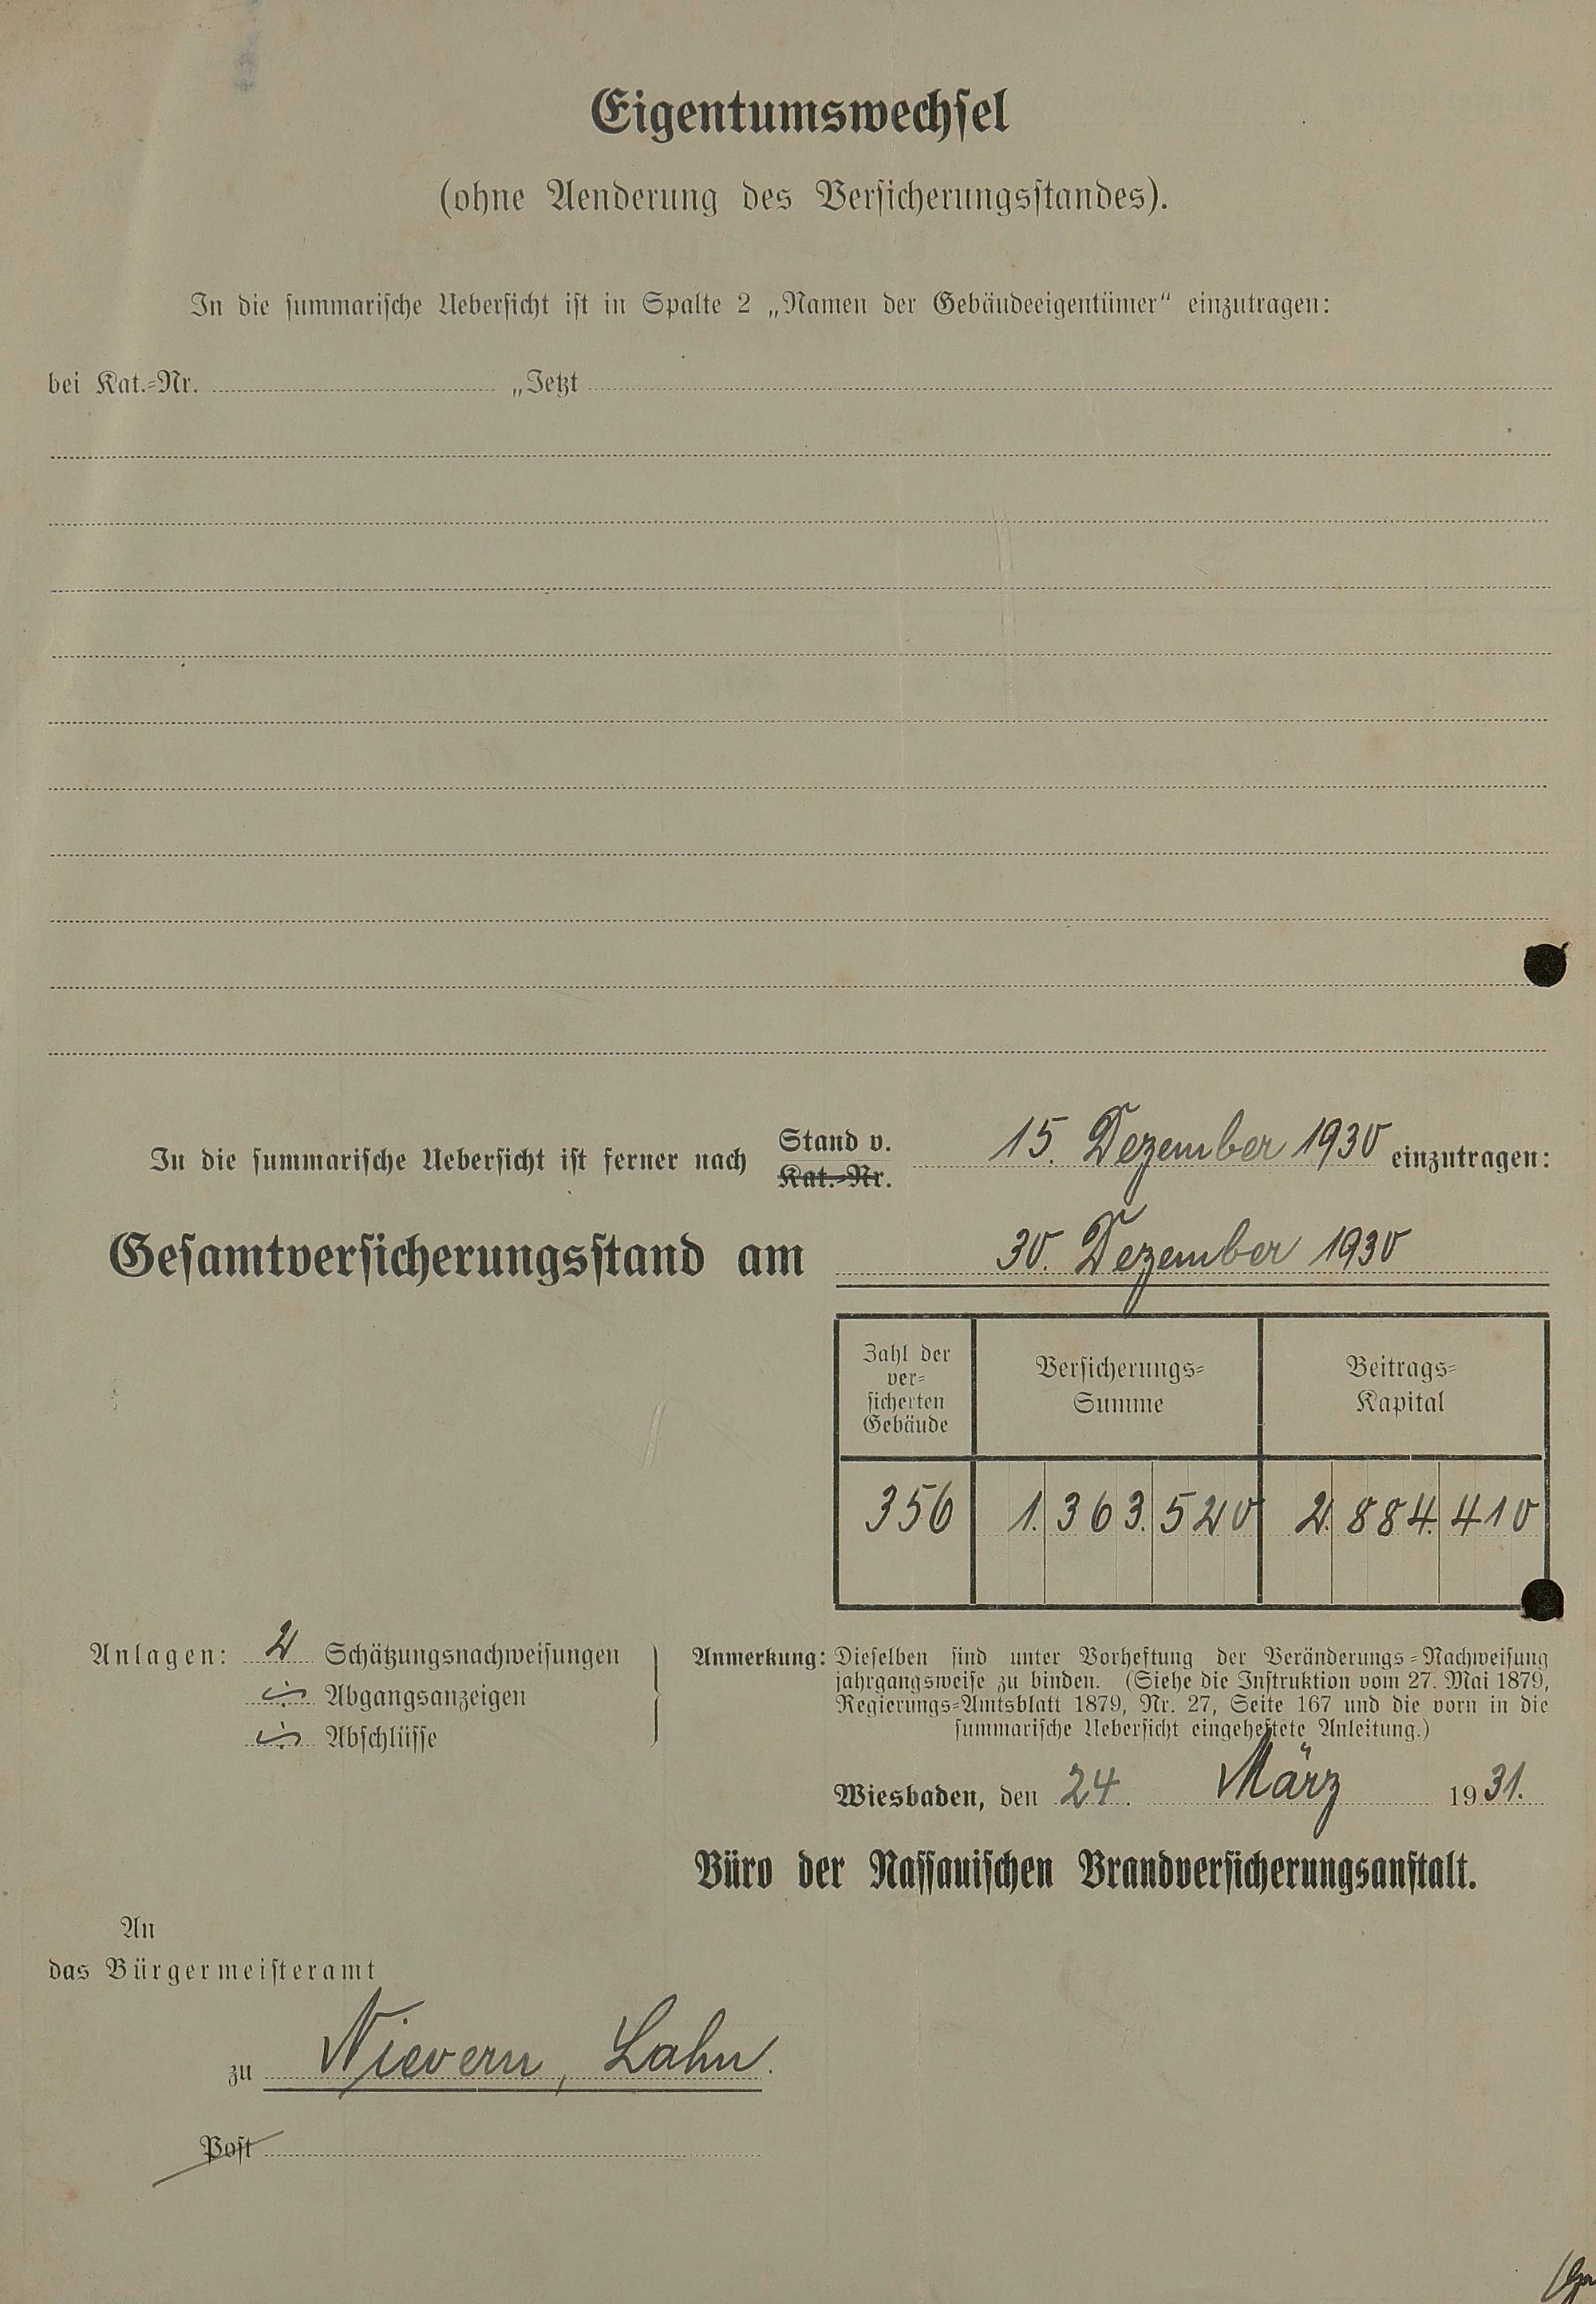 Eigentumswechsel
(ohne Aenderung des Versicherungsstandes).
In die summarische Uebersicht ist in Spalte 2 „Namen der Gebäudeeigentümer“ einzutragen:
bei Kat.-Nr. „Jetzt
In die summarische Uebersicht ist ferner nach Stand v. 15. Dezember 1930 einzutragen:
Kat.-Nr.
Gesamtversicherungsstand am 30. Dezember 1930
Zahl der versicherten Gebäude Versicherungs-Summe Beitrags-Kapital
356 1.363.520 2.884.410
Anlagen: 2 Schätzungsnachweisungen
Abgangsanzeigen
Abschlüsse
Anmerkung: Dieselben sind unter Vorheftung der Veränderungs-Nachweisung
jahrgangsweise zu binden. (Siehe die Instruktion vom 27. Mai 1879,
Regierungs-Amtsblatt 1879, Nr. 27, Seite 167 und die vorn in die
summarische Uebersicht eingeheftete Anleitung.)
Wiesbaden, den 24. März 1931.
Büro der Nassauischen Brandversicherungsanstalt.
An
das Bürgermeisteramt
zu Nievern, Lahn.
Post